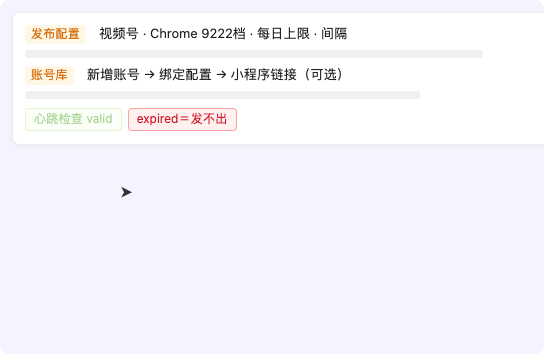 发布配置 视频号 · Chrome 9222档 · 每日上限 · 间隔
账号库 新增账号 → 绑定配置 → 小程序链接（可选）
心跳检查 valid expired＝发不出